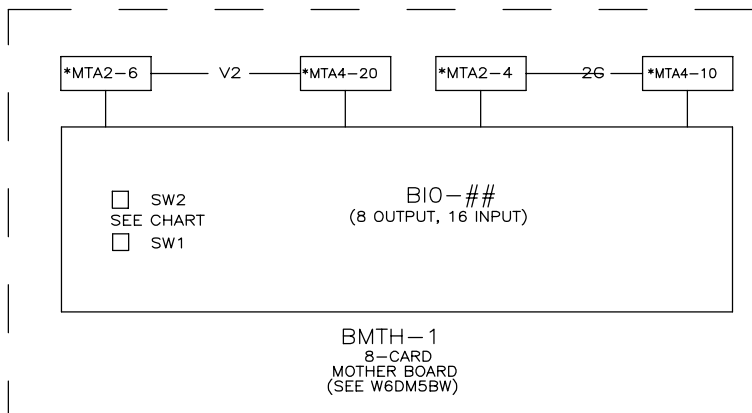 *MTA2-6 V2 *MTA4-20 *MTA2-4 2G *MTA4-10
BIO-##
(8 OUTPUT, 16 INPUT)
SW2
SEE CHART
SW1
BMTH-1
8-CARD
MOTHER BOARD
(SEE W6DM5BW)